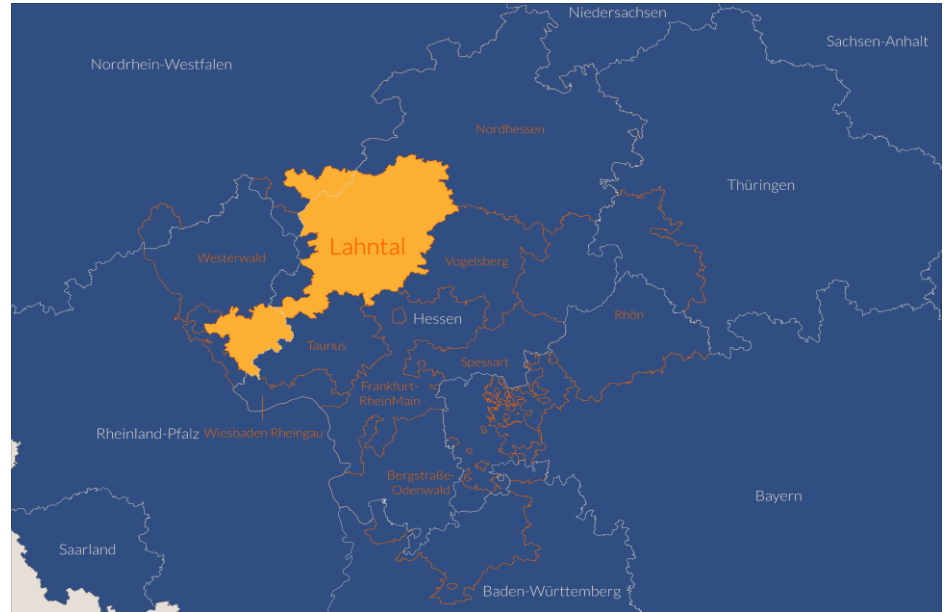 Niedersachsen
Sachsen-Anhalt
Nordrhein-Westfalen
Nordhessen
Thüringen
Lahntal
Westerwald
Vogelsberg
Hessen
Rhön
Taunus
Spessart
Frankfurt-
RheinMain
Rheinland-Pfalz
Wiesbaden Rheingau
Bergstraße-
Odenwald
Bayern
Saarland
Baden-Württemberg